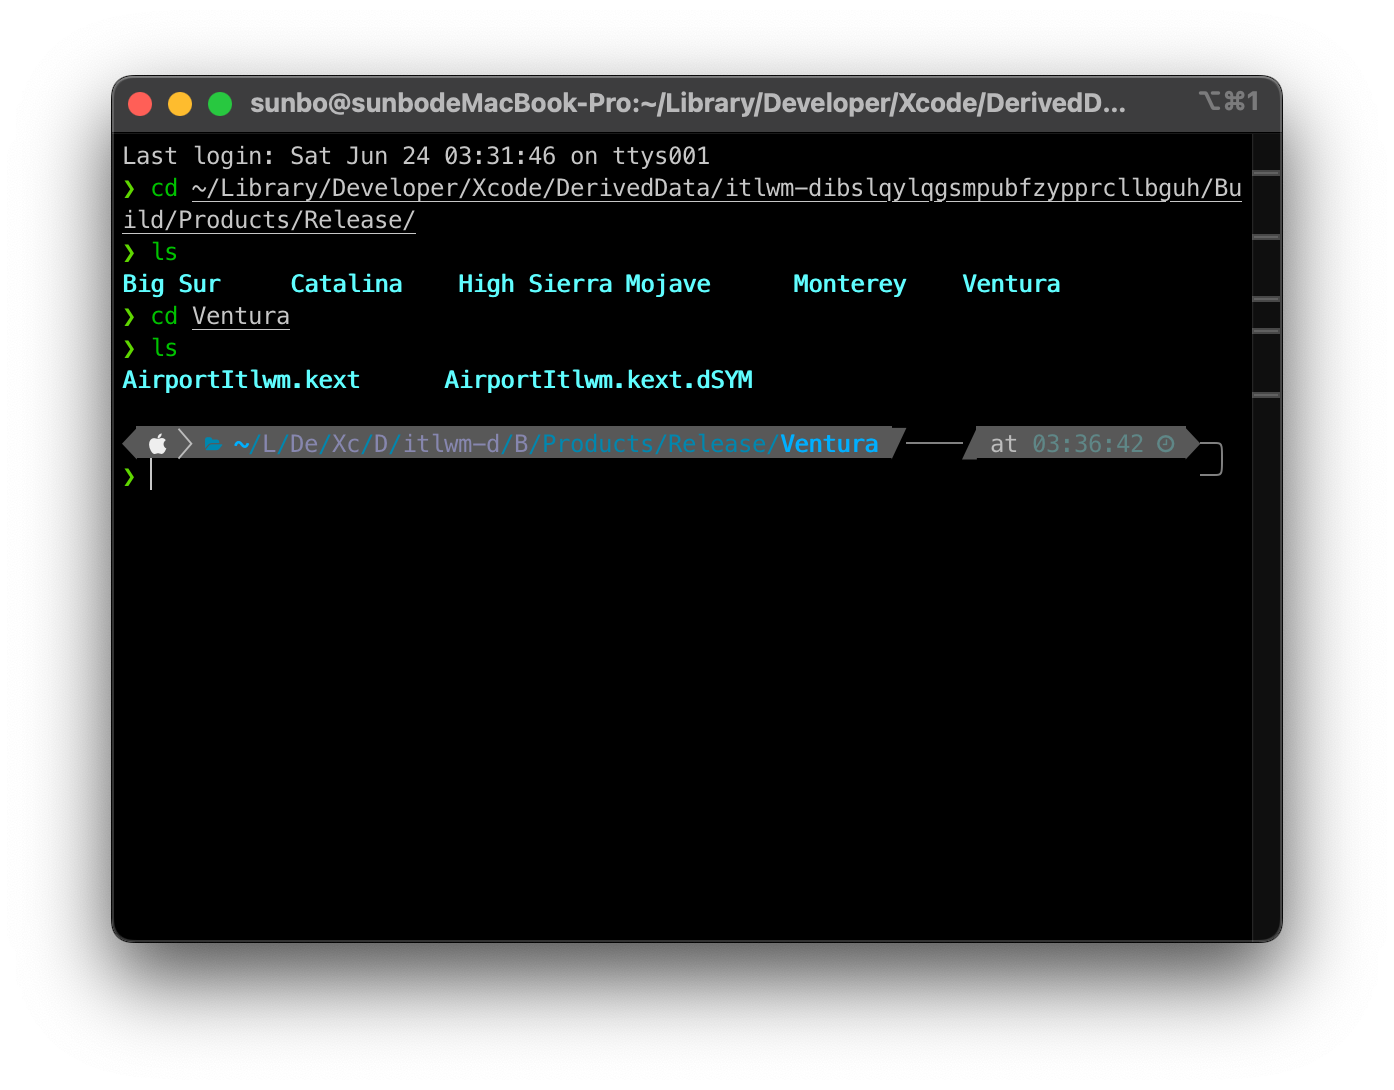 sunbo@sunbodeMacBook-Pro:~/Library/Developer/Xcode/DerivedD... ⌥⌘1
Last login: Sat Jun 24 03:31:46 on ttys001
❯ cd ~/Library/Developer/Xcode/DerivedData/itlwm-dibslqylqgsmpubfzypprcllbguh/Bu
ild/Products/Release/
❯ ls
Big Sur Catalina High Sierra Mojave Monterey Ventura
❯ cd Ventura
❯ ls
AirportItlwm.kext AirportItlwm.kext.dSYM
~/L/De/Xc/D/itlwm-d/B/Products/Release/Ventura at 03:36:42
❯